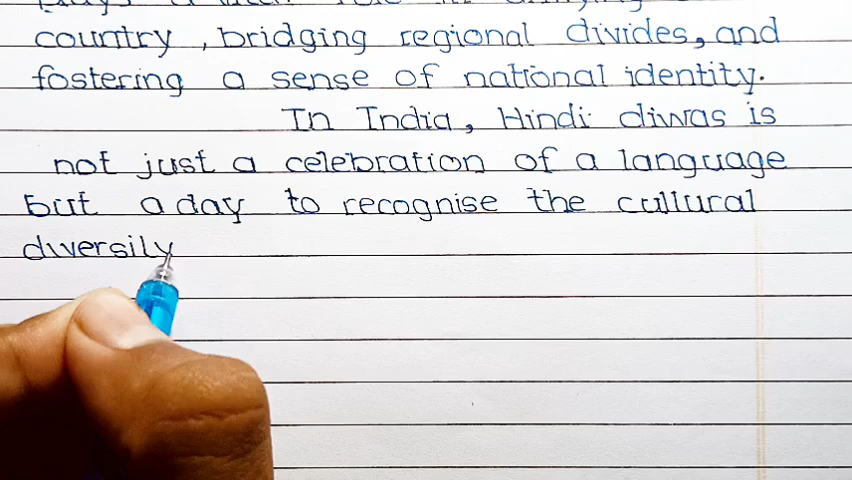 country, bridging regional divides, and
fostering a sense of national identity.
In India, Hindi diwas is
not just a celebration of a language
but a day to recognise the cultural
diversity